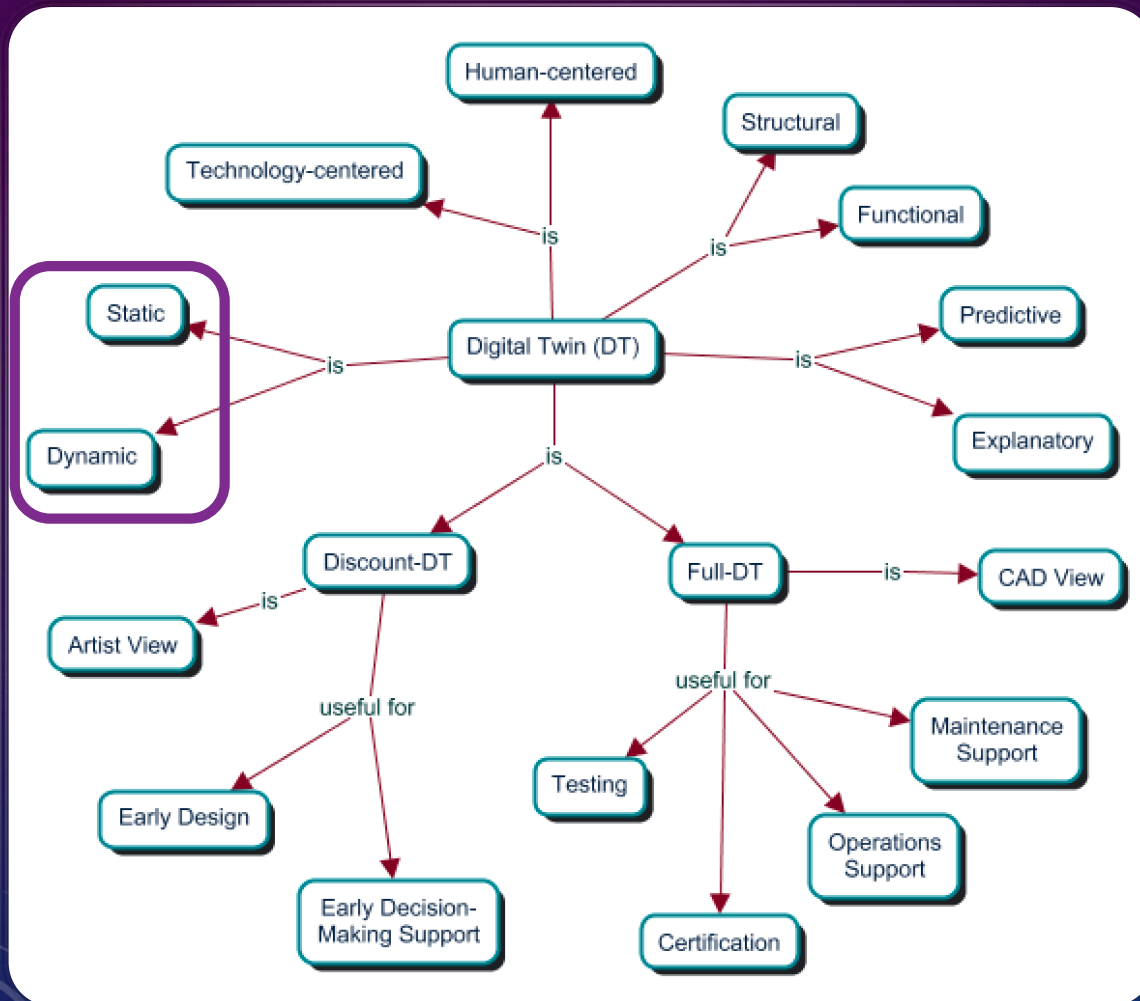 Human-centered
Structural
Technology-centered
Functional
is
is
Static
Predictive
Digital Twin (DT)
is
is
Dynamic
Explanatory
is
Discount-DT
Full-DT
is
CAD View
is
Artist View
useful for
useful for
Maintenance
Support
Testing
Early Design
Operations
Support
Early Decision-
Making Support
Certification